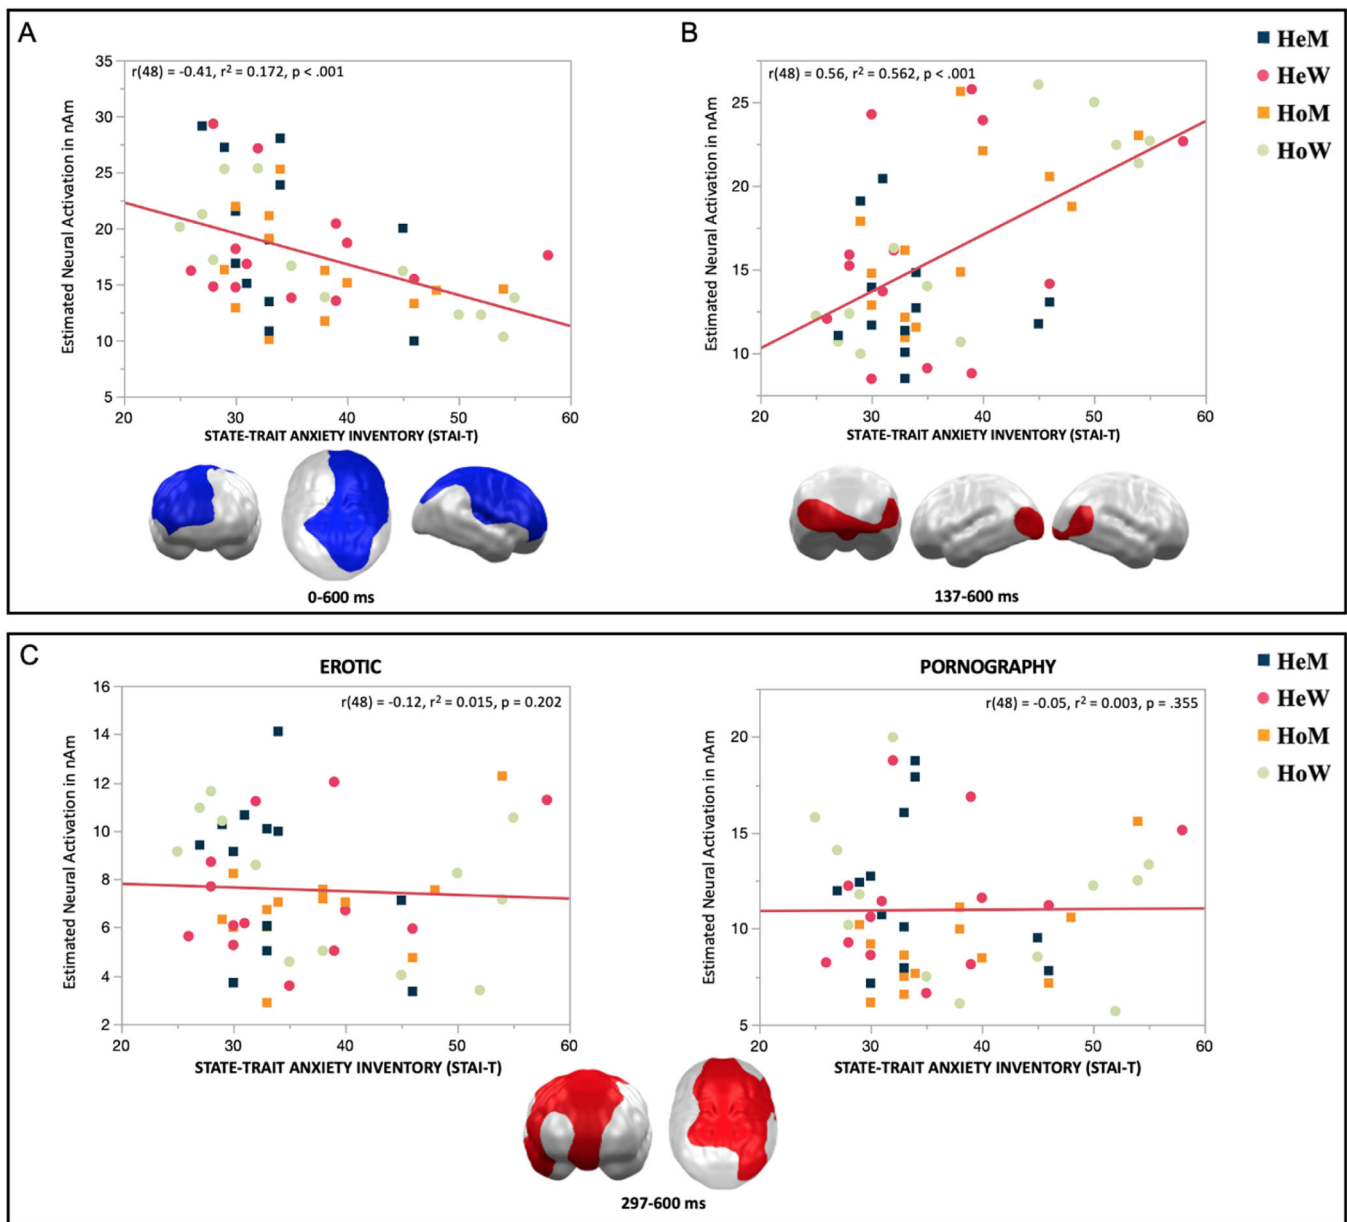 A
r(48) = -0.41, r² = 0.172, p < .001
Estimated Neural Activation in nAm
35
30
25
20
15
10
5
20
30
40
50
60
STATE-TRAIT ANXIETY INVENTORY (STAI-T)
0-600 ms
B
r(48) = 0.56, r² = 0.562, p < .001
Estimated Neural Activation in nAm
25
20
15
10
20
30
40
50
60
STATE-TRAIT ANXIETY INVENTORY (STAI-T)
137-600 ms
HeM
HeW
HoM
HoW
C
EROTIC
r(48) = -0.12, r² = 0.015, p = 0.202
Estimated Neural Activation in nAm
16
14
12
10
8
6
4
2
20
30
40
50
60
STATE-TRAIT ANXIETY INVENTORY (STAI-T)
PORNOGRAPHY
r(48) = -0.05, r² = 0.003, p = .355
Estimated Neural Activation in nAm
20
15
10
5
20
30
40
50
60
STATE-TRAIT ANXIETY INVENTORY (STAI-T)
HeM
HeW
HoM
HoW
297-600 ms